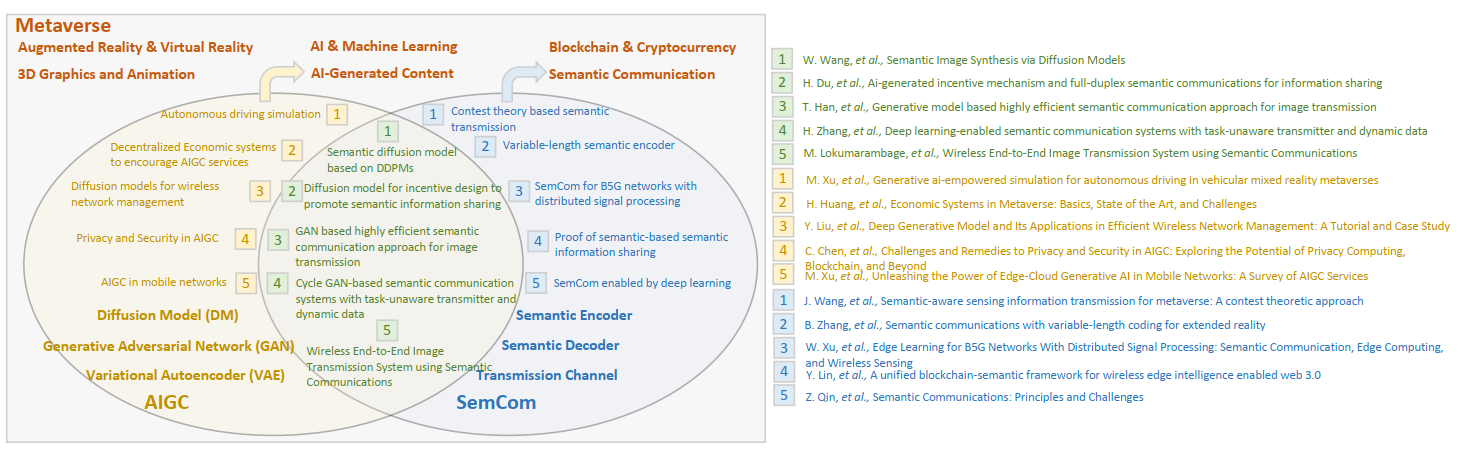 Metaverse
Augmented Reality & Virtual Reality
AI & Machine Learning
Blockchain & Cryptocurrency
3D Graphics and Animation
AI-Generated Content
Semantic Communication
Autonomous driving simulation
1
Decentralized Economic systems
to encourage AIGC services
2
Diffusion models for wireless
network management
3
Privacy and Security in AIGC
4
AIGC in mobile networks
5
Diffusion Model (DM)
Generative Adversarial Network (GAN)
Variational Autoencoder (VAE)
AIGC
1
Semantic diffusion model
based on DDPMs
2
Diffusion model for incentive design to
promote semantic information sharing
3
GAN based highly efficient semantic
communication approach for image
transmission
4
Cycle GAN-based semantic communication
systems with task-unaware transmitter and
dynamic data
5
Wireless End-to-End Image
Transmission System using Semantic
Communications
1
Contest theory based semantic
transmission
2
Variable-length semantic encoder
3
SemCom for B5G networks with
distributed signal processing
4
Proof of semantic-based semantic
information sharing
5
SemCom enabled by deep learning
Semantic Encoder
Semantic Decoder
Transmission Channel
SemCom
1
W. Wang, et al., Semantic Image Synthesis via Diffusion Models
2
H. Du, et al., Ai-generated incentive mechanism and full-duplex semantic communications for information sharing
3
T. Han, et al., Generative model based highly efficient semantic communication approach for image transmission
4
H. Zhang, et al., Deep learning-enabled semantic communication systems with task-unaware transmitter and dynamic data
5
M. Lokumarambage, et al., Wireless End-to-End Image Transmission System using Semantic Communications
1
M. Xu, et al., Generative ai-empowered simulation for autonomous driving in vehicular mixed reality metaverses
2
H. Huang, et al., Economic Systems in Metaverse: Basics, State of the Art, and Challenges
3
Y. Liu, et al., Deep Generative Model and Its Applications in Efficient Wireless Network Management: A Tutorial and Case Study
4
C. Chen, et al., Challenges and Remedies to Privacy and Security in AIGC: Exploring the Potential of Privacy Computing,
Blockchain, and Beyond
5
M. Xu, et al., Unleashing the Power of Edge-Cloud Generative AI in Mobile Networks: A Survey of AIGC Services
1
J. Wang, et al., Semantic-aware sensing information transmission for metaverse: A contest theoretic approach
2
B. Zhang, et al., Semantic communications with variable-length coding for extended reality
3
W. Xu, et al., Edge Learning for B5G Networks With Distributed Signal Processing: Semantic Communication, Edge Computing,
and Wireless Sensing
4
Y. Lin, et al., A unified blockchain-semantic framework for wireless edge intelligence enabled web 3.0
5
Z. Qin, et al., Semantic Communications: Principles and Challenges